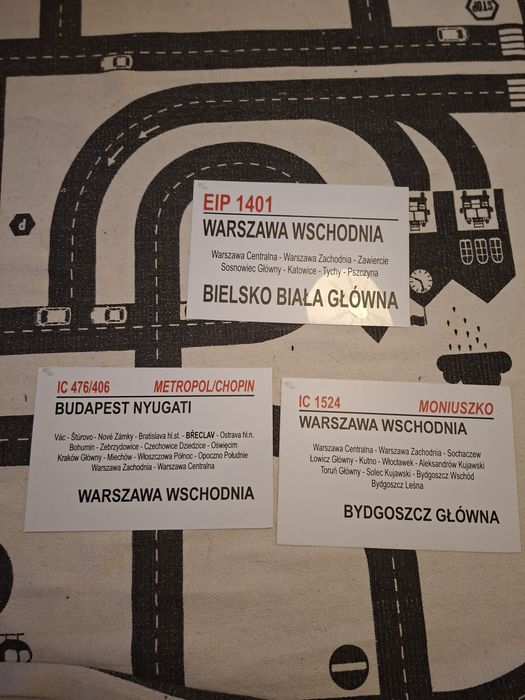 STOP
P
EIP 1401
WARSZAWA WSCHODNIA
Warszawa Centralna - Warszawa Zachodnia - Zawiercie
Sosnowiec Główny - Katowice - Tychy - Pszczyna
BIELSKO BIAŁA GŁÓWNA
IC 476/406 METROPOL/CHOPIN
BUDAPEST NYUGATI
Vác - Štúrovo - Nové Zámky - Bratislava hl.st. - BŘECLAV - Ostrava hl.n.
Bohumin - Zebrzydowice - Czechowice Dziedzice - Oświęcim
Kraków Główny - Miechów - Włoszczowa Północ - Opoczno Południe
Warszawa Zachodnia - Warszawa Centralna
WARSZAWA WSCHODNIA
IC 1524 MONIUSZKO
WARSZAWA WSCHODNIA
Warszawa Centralna - Warszawa Zachodnia - Sochaczew
Łowicz Główny - Kutno - Włocławek - Aleksandrów Kujawski
Toruń Główny - Solec Kujawski - Bydgoszcz Wschód
Bydgoszcz Leśna
BYDGOSZCZ GŁÓWNA